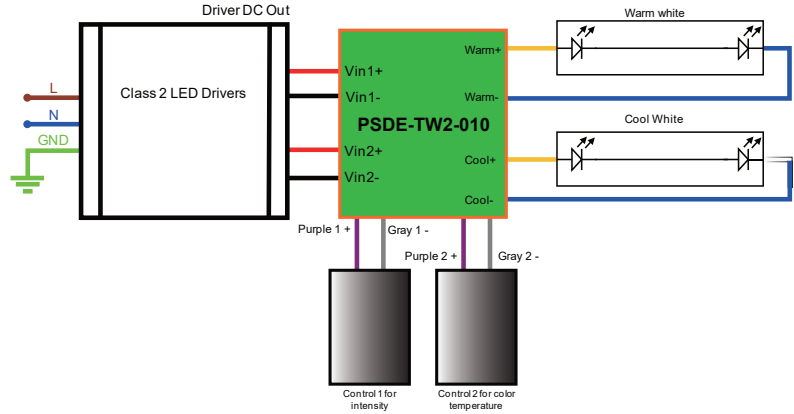 Driver DC Out
Class 2 LED Drivers
L
N
GND
Vin1+
Vin1-
Vin2+
Vin2-
PSDE-TW2-010
Warm+
Warm-
Cool+
Cool-
Warm white
Cool White
Purple 1 +
Gray 1 -
Purple 2 +
Gray 2 -
Control 1 for
intensity
Control 2 for color
temperature